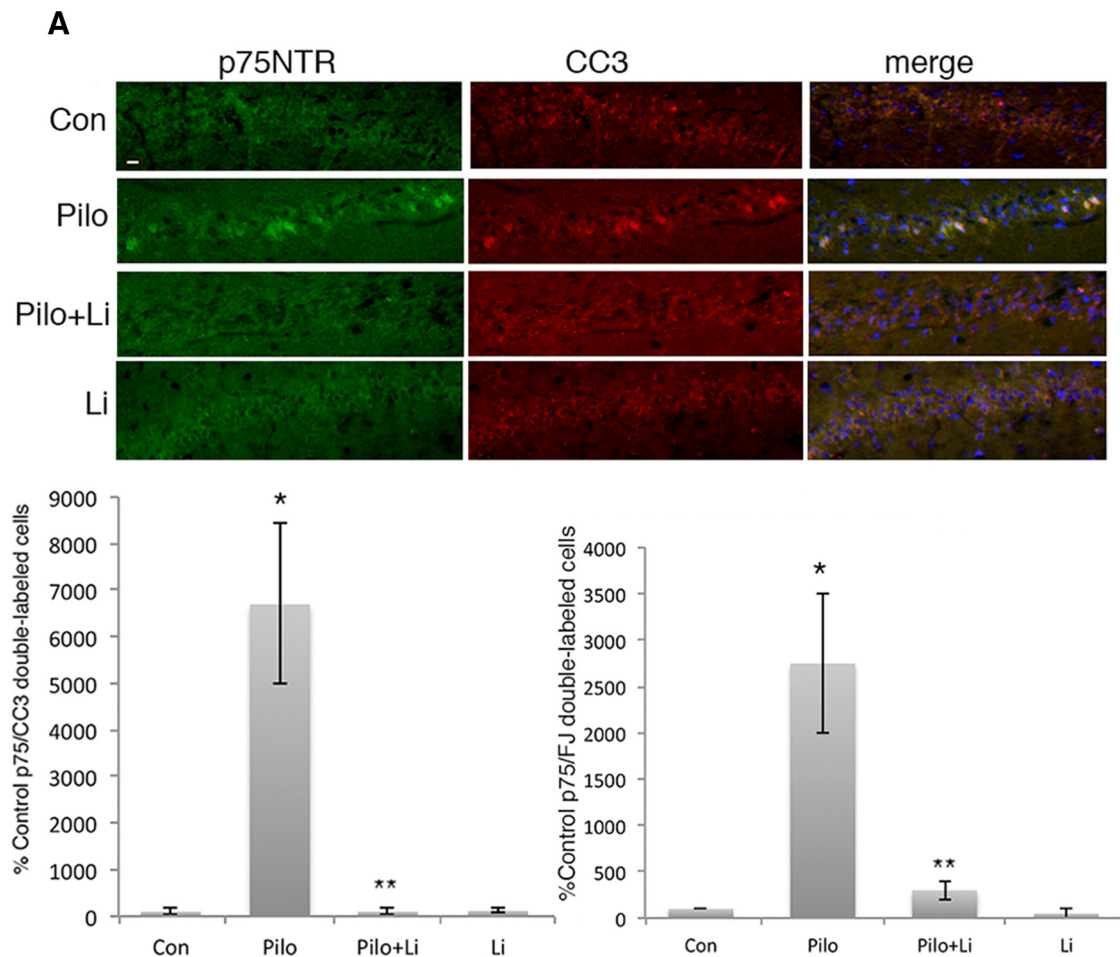 A
p75NTR CC3 merge
Con
Pilo
Pilo+Li
Li
% Control p75/CC3 double-labeled cells
9000
8000
7000
6000
5000
4000
3000
2000
1000
0
*
**
Con Pilo Pilo+Li Li
%Control p75/FJ double-labeled cells
4000
3500
3000
2500
2000
1500
1000
500
0
*
**
Con Pilo Pilo+Li Li